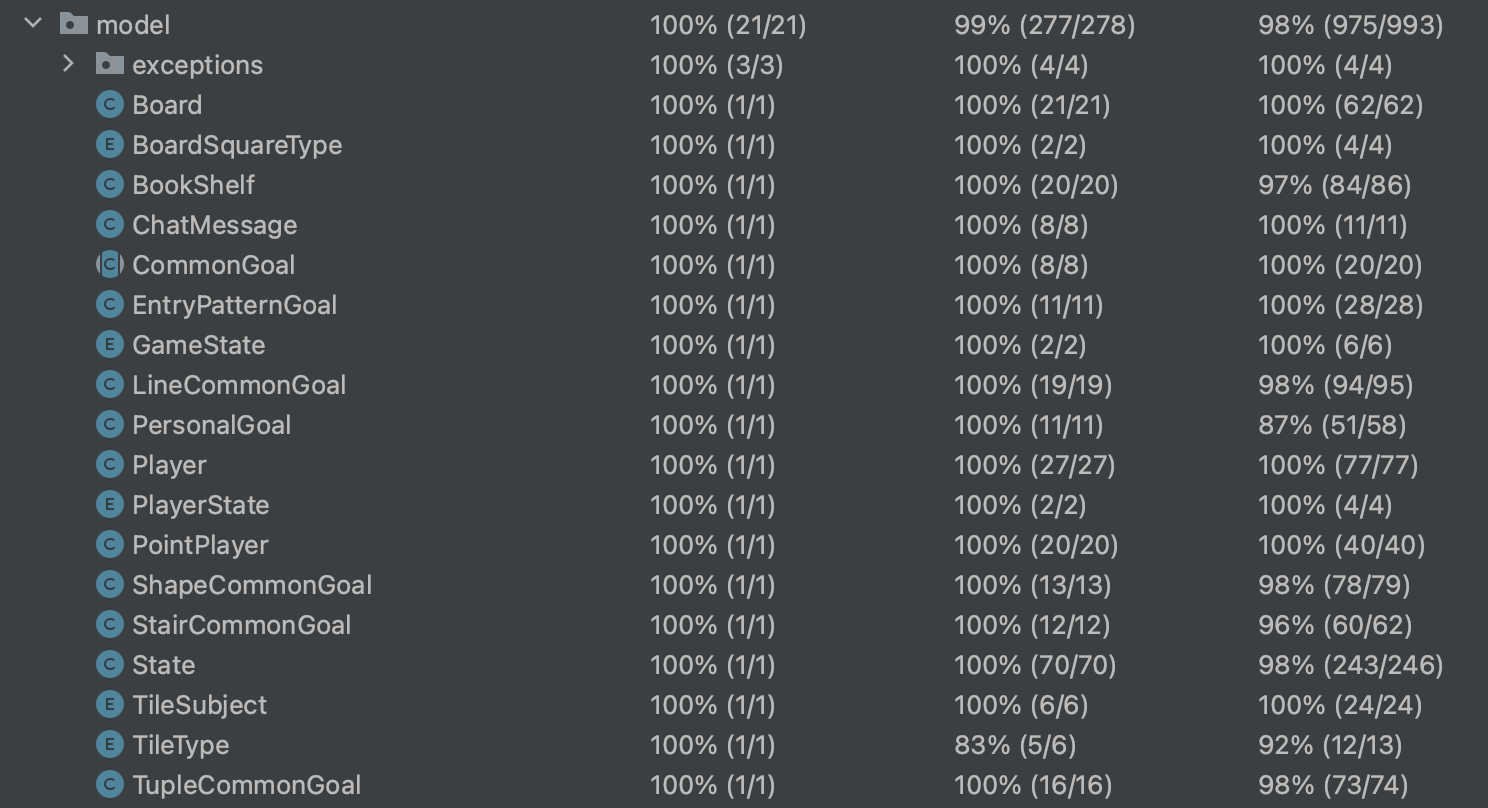 model 100% (21/21) 99% (277/278) 98% (975/993)
exceptions 100% (3/3) 100% (4/4) 100% (4/4)
C Board 100% (1/1) 100% (21/21) 100% (62/62)
E BoardSquareType 100% (1/1) 100% (2/2) 100% (4/4)
C BookShelf 100% (1/1) 100% (20/20) 97% (84/86)
C ChatMessage 100% (1/1) 100% (8/8) 100% (11/11)
C CommonGoal 100% (1/1) 100% (8/8) 100% (20/20)
C EntryPatternGoal 100% (1/1) 100% (11/11) 100% (28/28)
E GameState 100% (1/1) 100% (2/2) 100% (6/6)
C LineCommonGoal 100% (1/1) 100% (19/19) 98% (94/95)
C PersonalGoal 100% (1/1) 100% (11/11) 87% (51/58)
C Player 100% (1/1) 100% (27/27) 100% (77/77)
E PlayerState 100% (1/1) 100% (2/2) 100% (4/4)
C PointPlayer 100% (1/1) 100% (20/20) 100% (40/40)
C ShapeCommonGoal 100% (1/1) 100% (13/13) 98% (78/79)
C StairCommonGoal 100% (1/1) 100% (12/12) 96% (60/62)
C State 100% (1/1) 100% (70/70) 98% (243/246)
E TileSubject 100% (1/1) 100% (6/6) 100% (24/24)
E TileType 100% (1/1) 83% (5/6) 92% (12/13)
C TupleCommonGoal 100% (1/1) 100% (16/16) 98% (73/74)